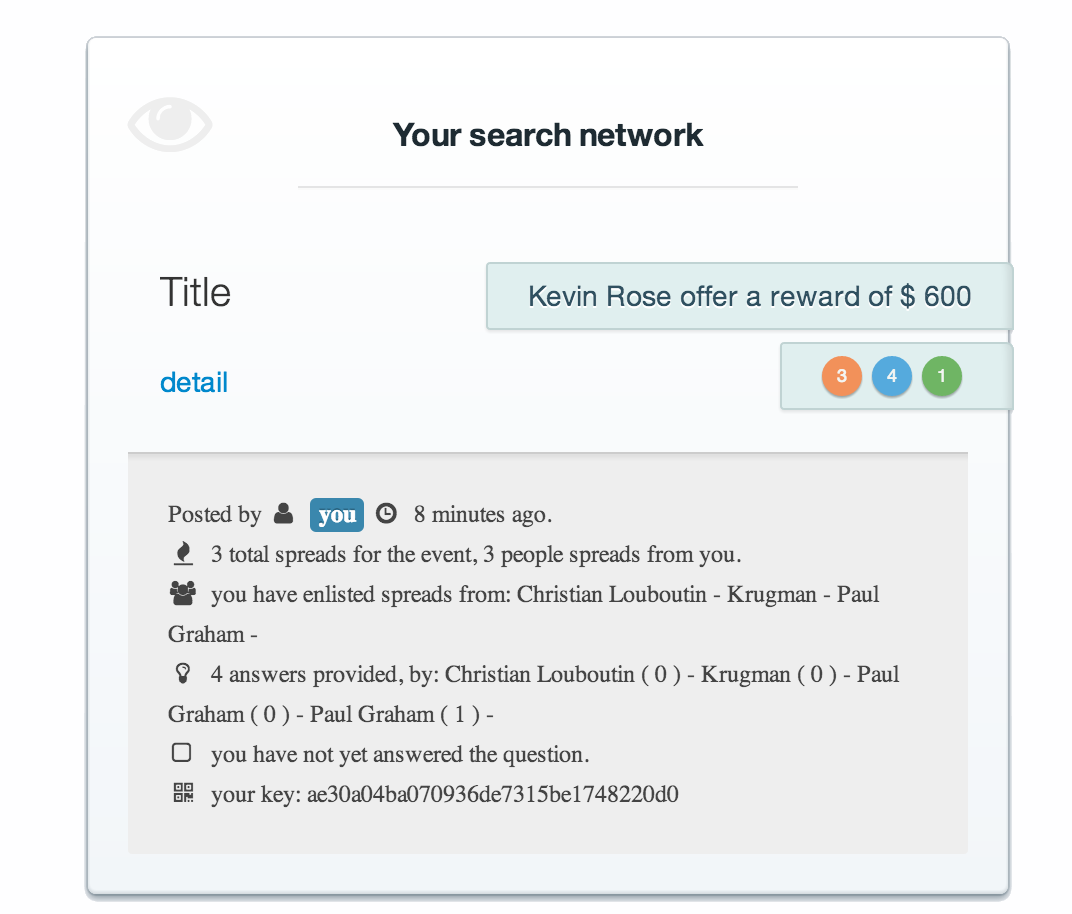 Your search network
Title
Kevin Rose offer a reward of $ 600
detail
3 4 1
Posted by you 8 minutes ago.
3 total spreads for the event, 3 people spreads from you.
you have enlisted spreads from: Christian Louboutin - Krugman - Paul
Graham -
4 answers provided, by: Christian Louboutin ( 0 ) - Krugman ( 0 ) - Paul
Graham ( 0 ) - Paul Graham ( 1 ) -
you have not yet answered the question.
your key: ae30a04ba070936de7315be1748220d0